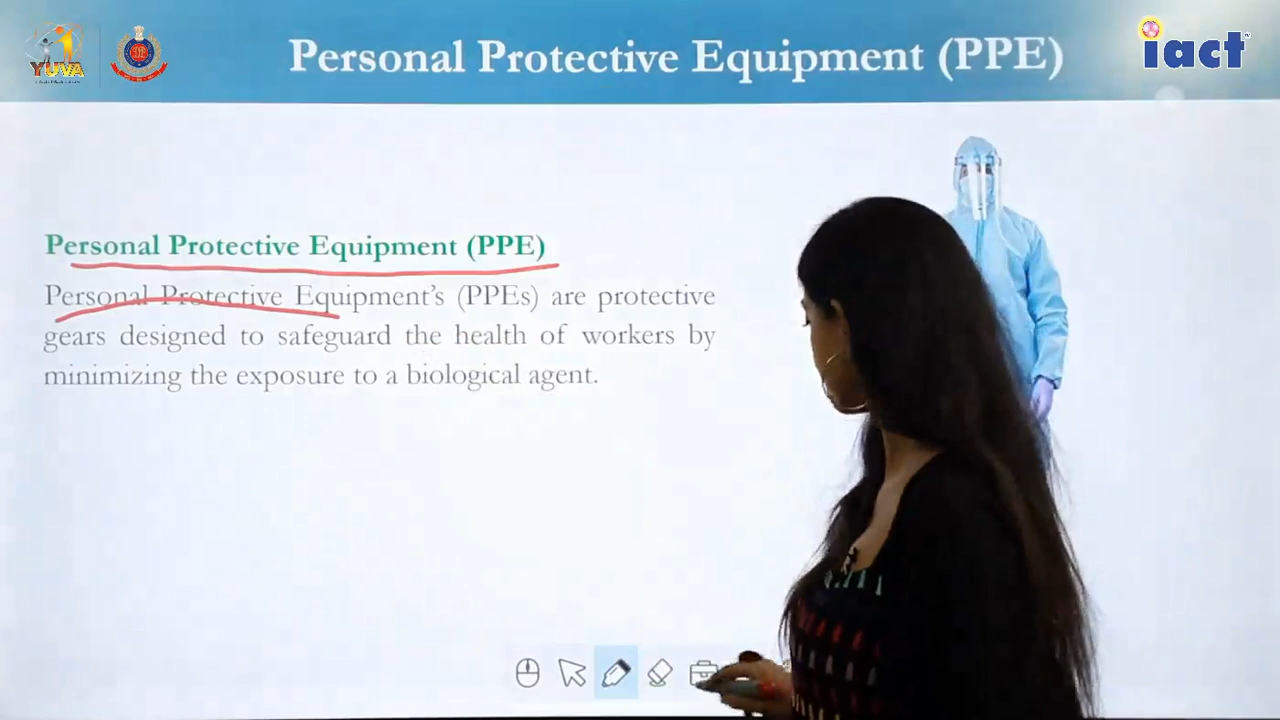 Personal Protective Equipment (PPE)
YUVA
iact
Personal Protective Equipment (PPE)
Personal Protective Equipment's (PPEs) are protective
gears designed to safeguard the health of workers by
minimizing the exposure to a biological agent.